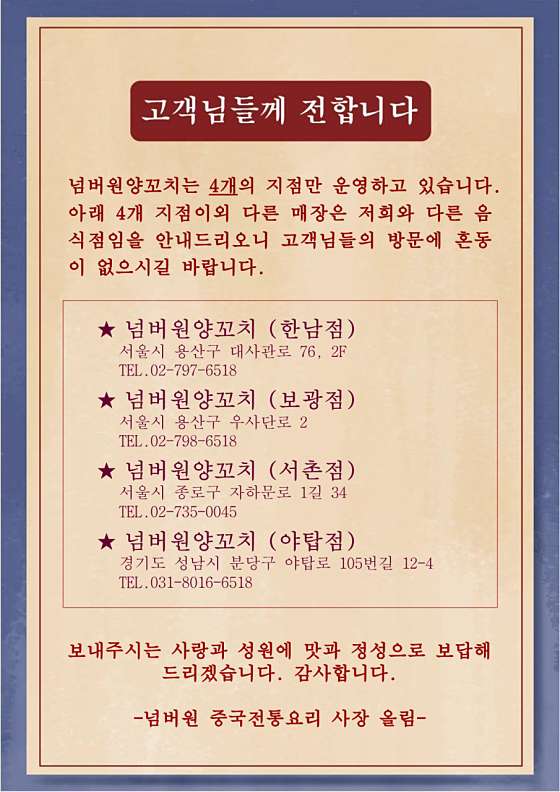 고객님들께 전합니다
넘버원양꼬치는 4개의 지점만 운영하고 있습니다.
아래 4개 지점이외 다른 매장은 저희와 다른 음
식점임을 안내드리오니 고객님들의 방문에 혼동
이 없으시길 바랍니다.
★ 넘버원양꼬치 (한남점)
서울시 용산구 대사관로 76, 2F
TEL.02-797-6518
★ 넘버원양꼬치 (보광점)
서울시 용산구 우사단로 2
TEL.02-798-6518
★ 넘버원양꼬치 (서촌점)
서울시 종로구 자하문로 1길 34
TEL.02-735-0045
★ 넘버원양꼬치 (야탑점)
경기도 성남시 분당구 야탑로 105번길 12-4
TEL.031-8016-6518
보내주시는 사랑과 성원에 맛과 정성으로 보답해
드리겠습니다. 감사합니다.
-넘버원 중국전통요리 사장 올림-